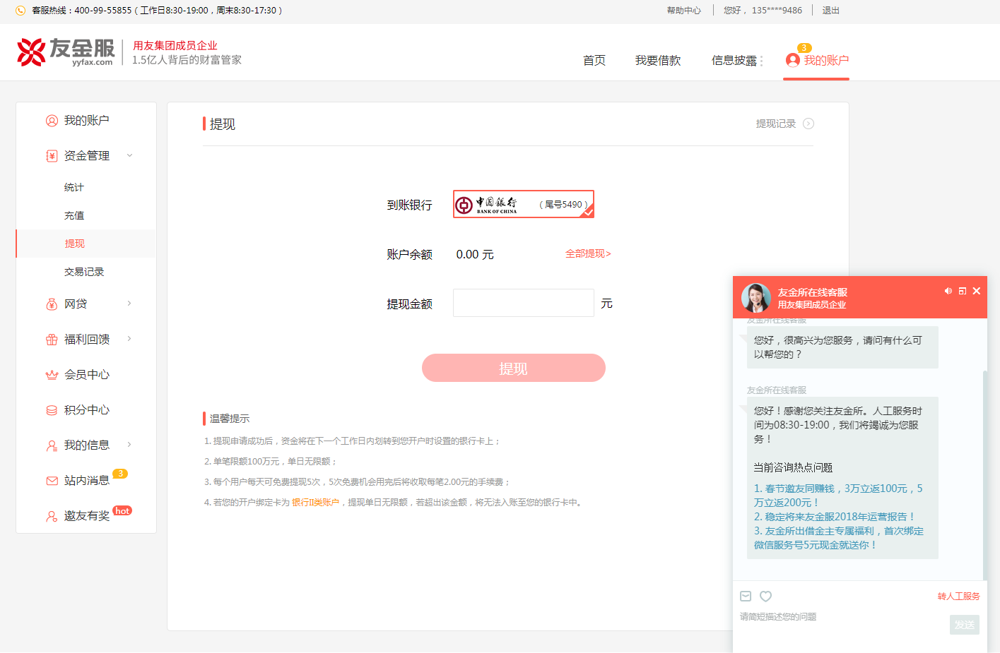 客服热线：400-99-55855（工作日8:30-19:00，周末8:30-17:30）
帮助中心 您好， 135****9486 退出
友金服
yyfax.com
用友集团成员企业
1.5亿人背后的财富管家
首页 我要借款 信息披露 我的账户 3
我的账户
资金管理
统计
充值
提现
交易记录
网贷
福利回馈
会员中心
积分中心
我的信息
站内消息 3
邀友有奖 hot
提现
提现记录
到账银行 中国银行 BANK OF CHINA （尾号5490）
账户余额 0.00 元 全部提现>
提现金额 元
提现
温馨提示
1. 提现申请成功后，资金将在下一个工作日内划转到您开户时设置的银行卡上；
2. 单笔限额100万元，单日无限额；
3. 每个用户每天可免费提现5次，5次免费机会用完后将收取每笔2.00元的手续费；
4. 若您的开户绑定卡为 银行II类账户，提现单日无限额，若超出该金额，将无法入账至您的银行卡中。
友金所在线客服
用友集团成员企业
友金所在线客服
您好，很高兴为您服务，请问有什么可
以帮您的？
友金所在线客服
您好！感谢您关注友金所。人工服务时
间为08:30-19:00，我们将竭诚为您服
务！
当前咨询热点问题
1. 春节邀友同赚钱，3万立返100元，5
万立返200元！
2. 稳定将来友金服2018年运营报告！
3. 友金所出借金主专属福利，首次绑定
微信服务号5元现金就送你！
转人工服务
请简短描述您的问题
发送